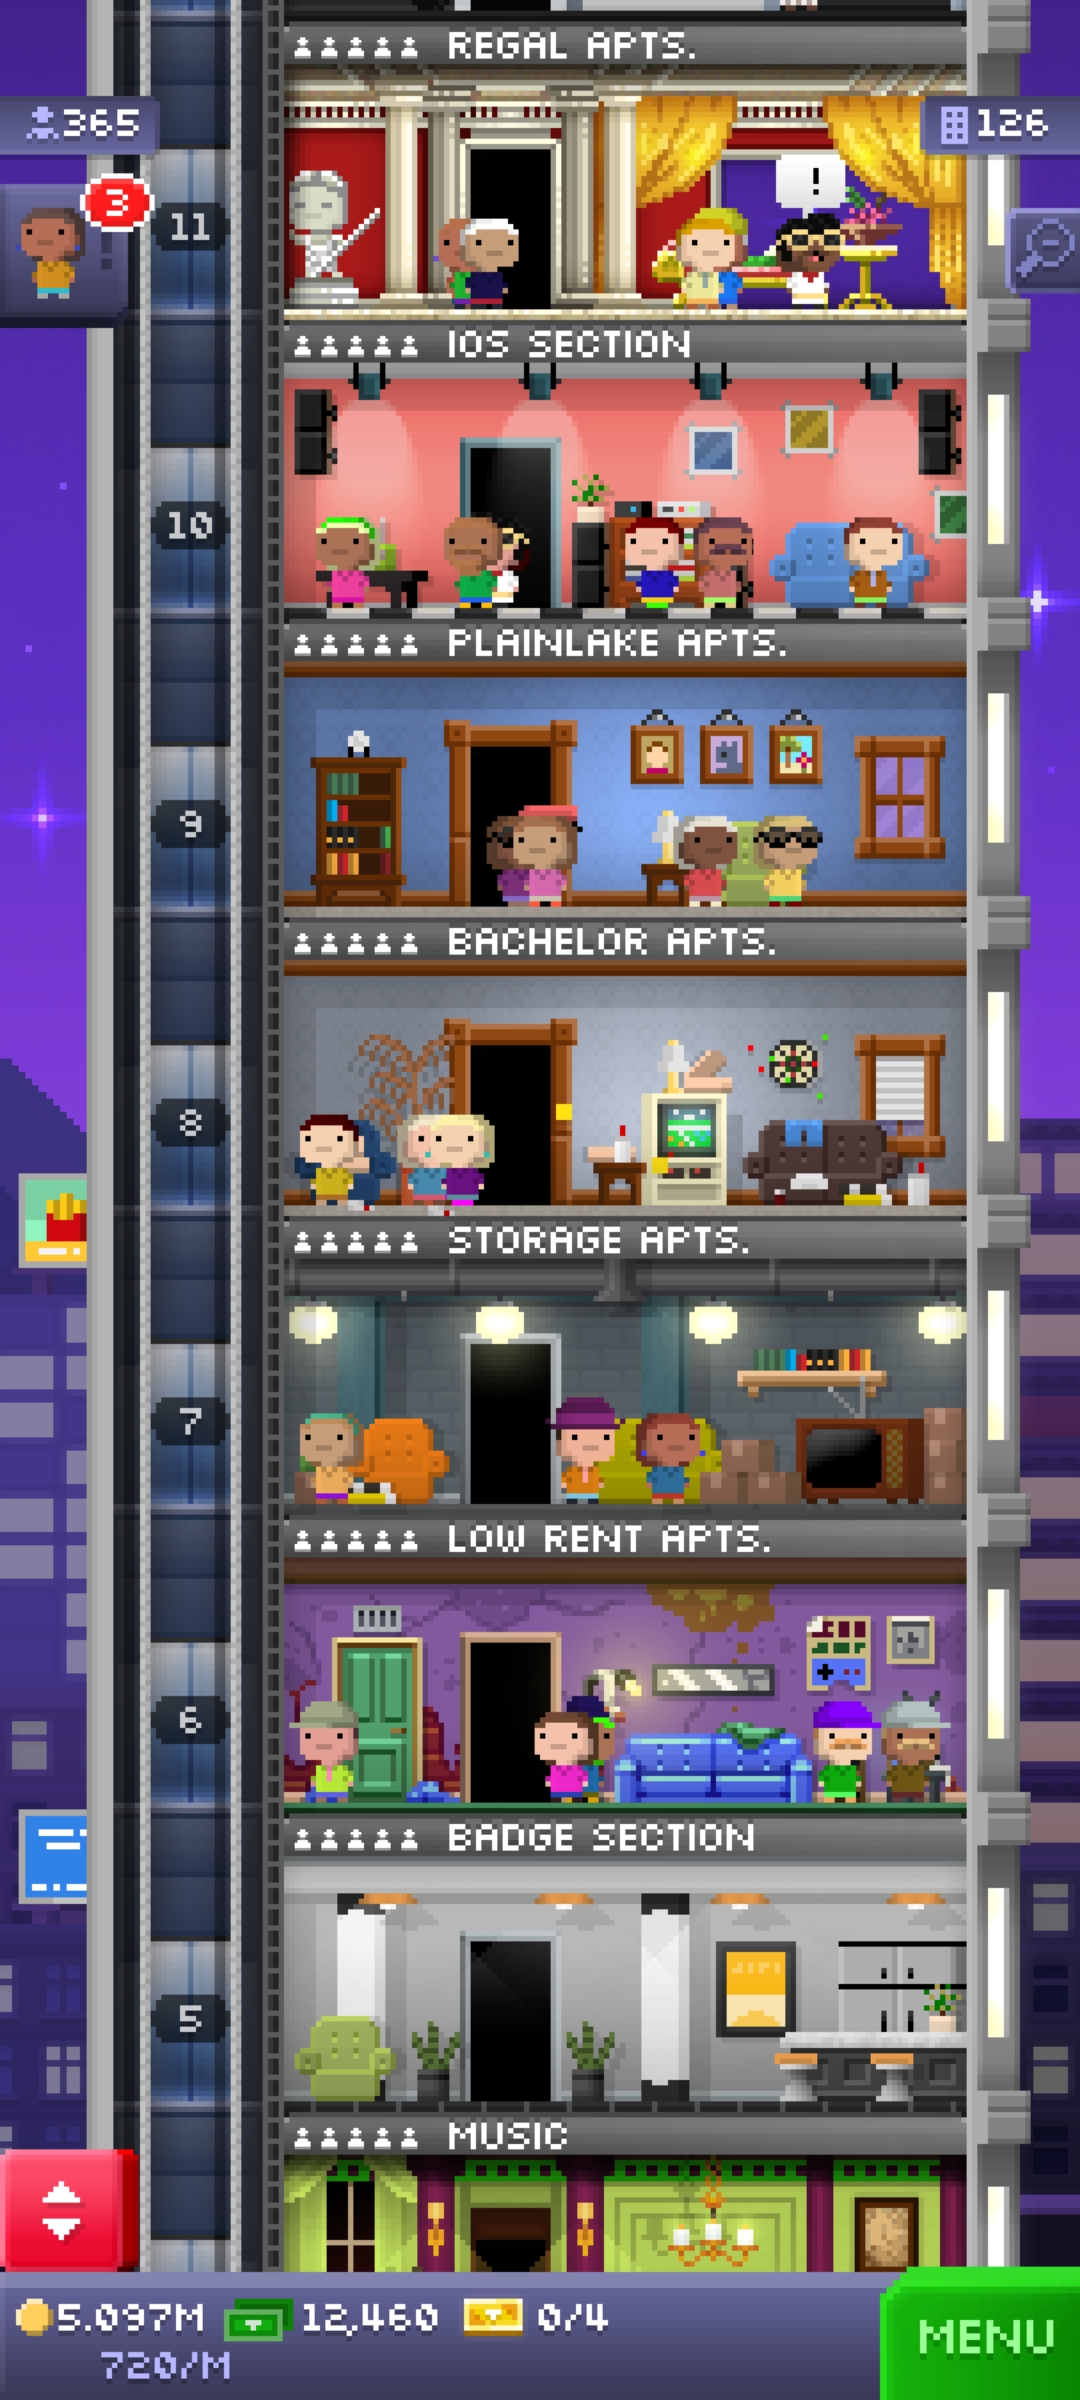 REGAL APTS.
365
126
3
!
11
IOS SECTION
10
PLAINLAKE APTS.
9
BACHELOR APTS.
8
STORAGE APTS.
7
LOW RENT APTS.
6
BADGE SECTION
5
MUSIC
5.097M 12,460 0/4
720/M
MENU